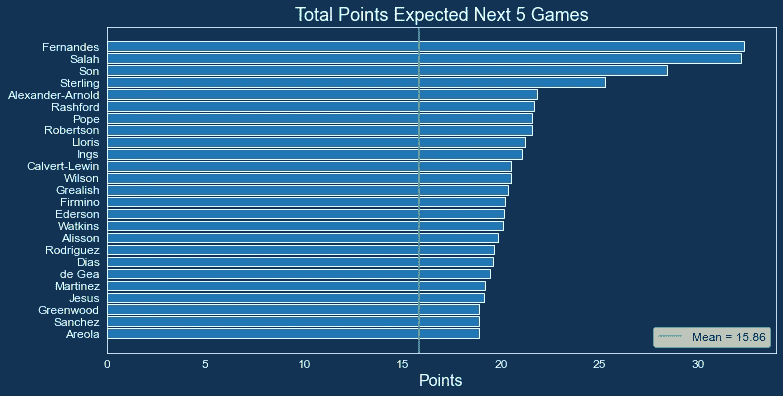 Total Points Expected Next 5 Games
Fernandes
Salah
Son
Sterling
Alexander-Arnold
Rashford
Pope
Robertson
Lloris
Ings
Calvert-Lewin
Wilson
Grealish
Firmino
Ederson
Watkins
Alisson
Rodriguez
Dias
de Gea
Martinez
Jesus
Greenwood
Sanchez
Areola
Mean = 15.86
0 5 10 15 20 25 30
Points